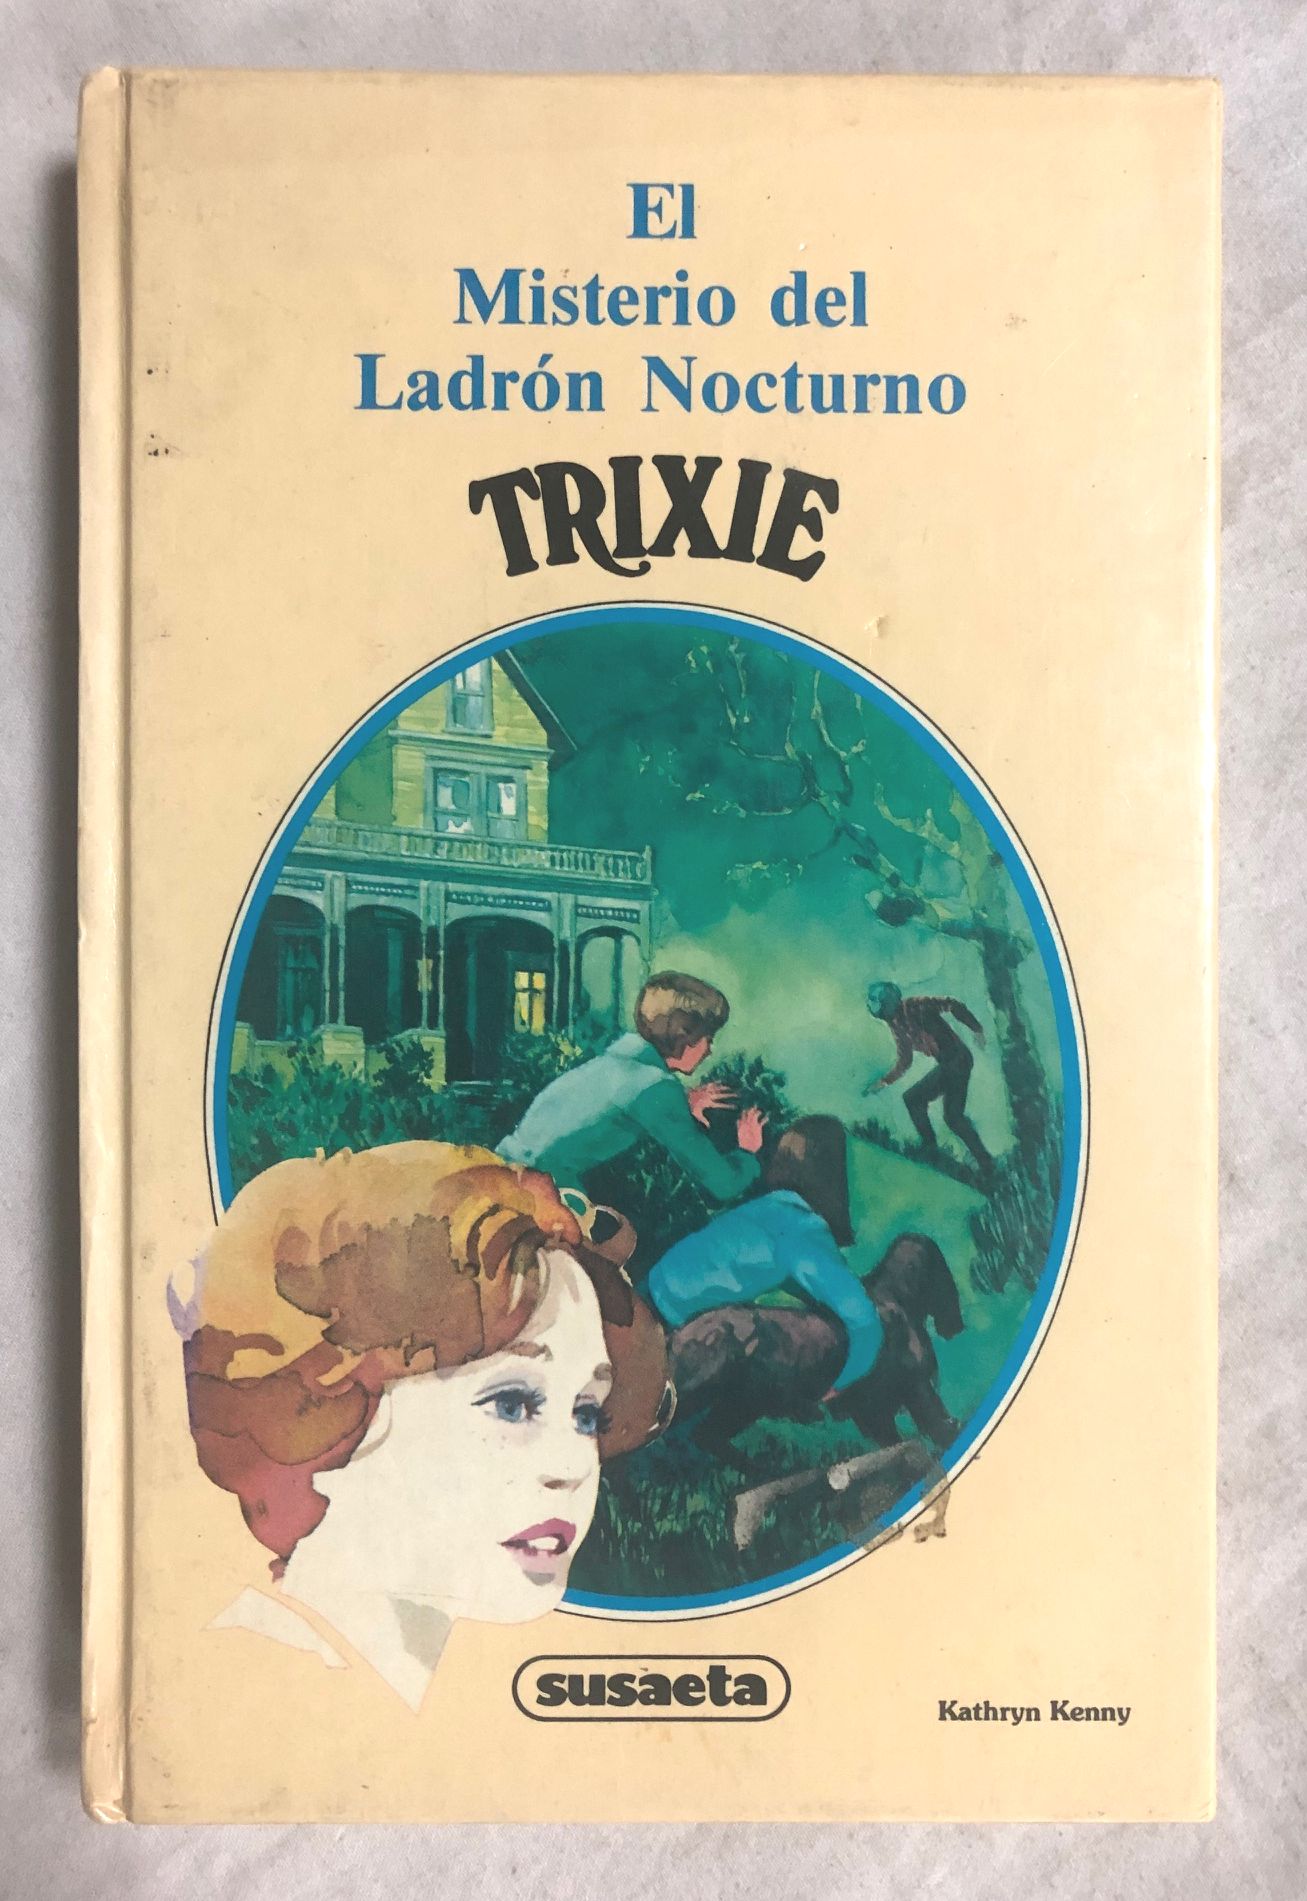 El
Misterio del
Ladrón Nocturno
TRIXIE
susaeta
Kathryn Kenny